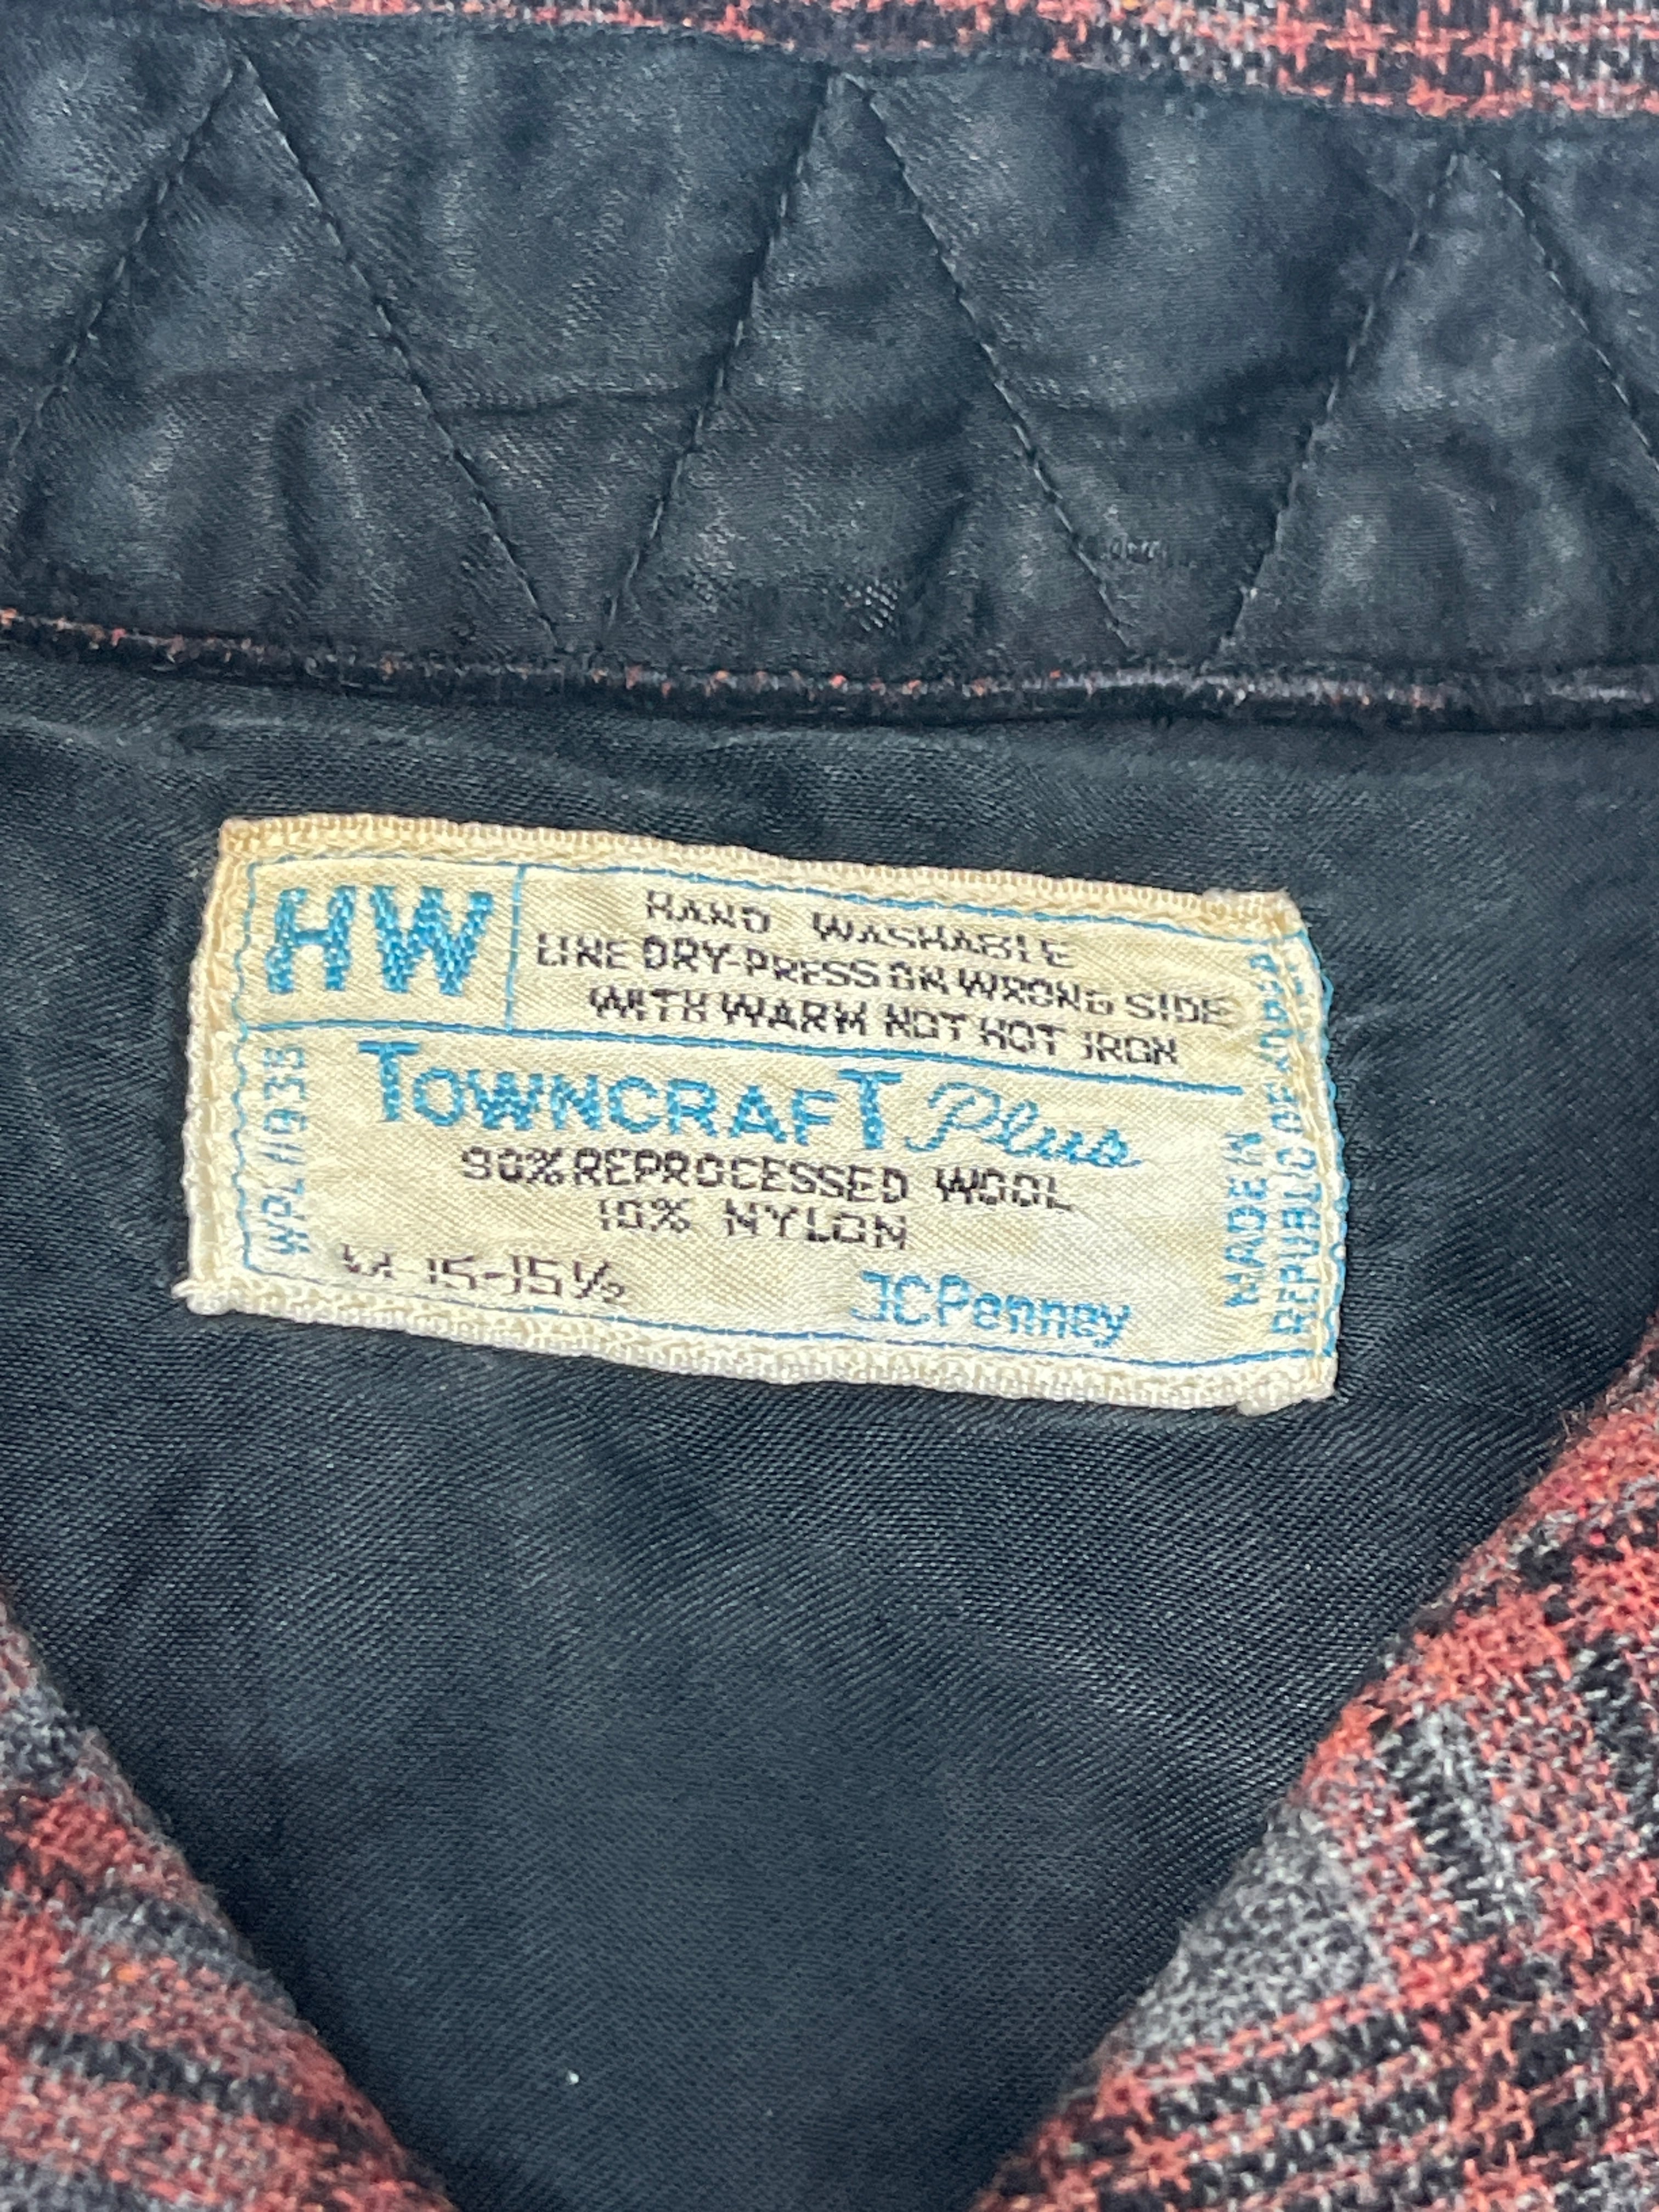 HW
HAND WASHABLE
LINE DRY-PRESS ON WRONG SIDE
WITH WARM NOT HOT IRON
WPL 11935
TOWNCRAFT Plus
90% REPROCESSED WOOL
10% NYLON
M-15-15½
JCPenney
MADE IN
REPUBLIC OF KOREA